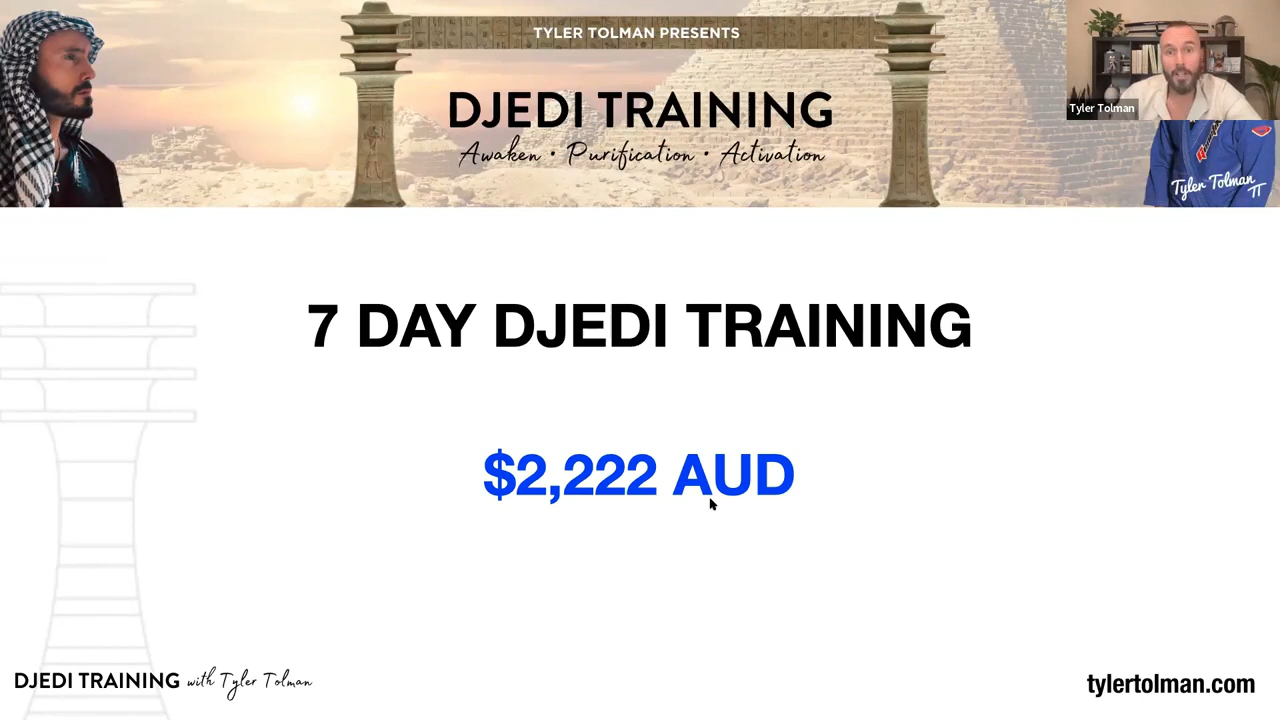 TYLER TOLMAN PRESENTS
DJEDI TRAINING
Awaken • Purification • Activation
Tyler Tolman
Tyler Tolman
TT
7 DAY DJEDI TRAINING
$2,222 AUD
DJEDI TRAINING with Tyler Tolman
tylertolman.com